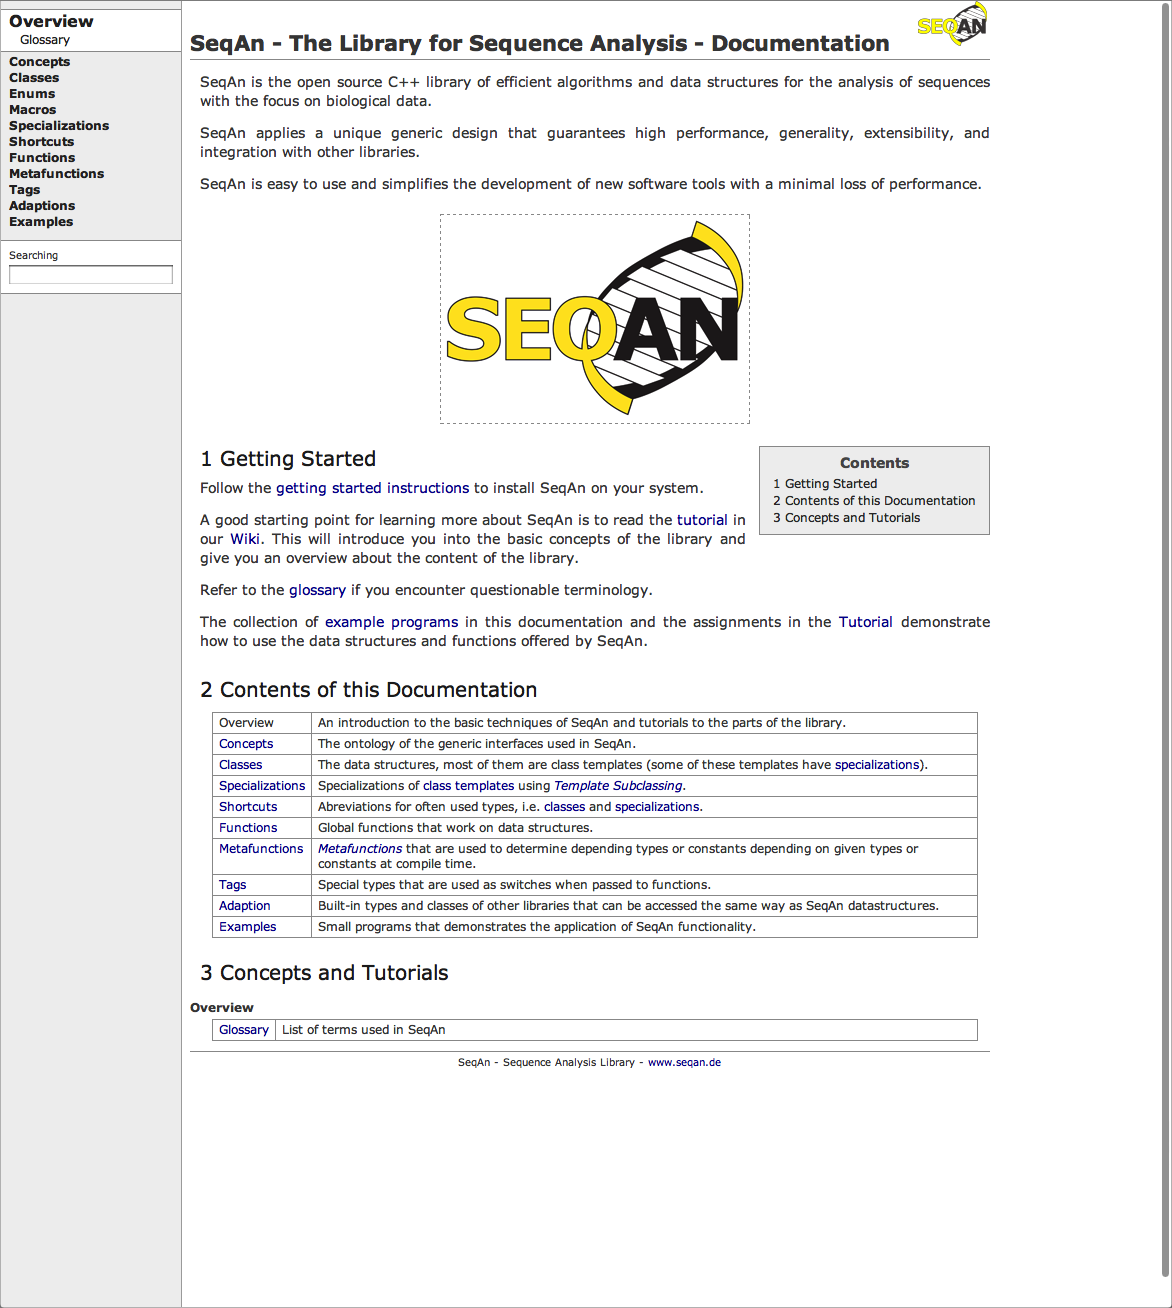 Overview
Glossary
Concepts
Classes
Enums
Macros
Specializations
Shortcuts
Functions
Metafunctions
Tags
Adaptions
Examples
Searching
SEQAN
SeqAn - The Library for Sequence Analysis - Documentation
SeqAn is the open source C++ library of efficient algorithms and data structures for the analysis of sequences
with the focus on biological data.
SeqAn applies a unique generic design that guarantees high performance, generality, extensibility, and
integration with other libraries.
SeqAn is easy to use and simplifies the development of new software tools with a minimal loss of performance.
SEQAN
1 Getting Started
Follow the getting started instructions to install SeqAn on your system.
A good starting point for learning more about SeqAn is to read the tutorial in
our Wiki. This will introduce you into the basic concepts of the library and
give you an overview about the content of the library.
Refer to the glossary if you encounter questionable terminology.
The collection of example programs in this documentation and the assignments in the Tutorial demonstrate
how to use the data structures and functions offered by SeqAn.
Contents
1 Getting Started
2 Contents of this Documentation
3 Concepts and Tutorials
2 Contents of this Documentation
Overview An introduction to the basic techniques of SeqAn and tutorials to the parts of the library.
Concepts The ontology of the generic interfaces used in SeqAn.
Classes The data structures, most of them are class templates (some of these templates have specializations).
Specializations Specializations of class templates using Template Subclassing.
Shortcuts Abreviations for often used types, i.e. classes and specializations.
Functions Global functions that work on data structures.
Metafunctions Metafunctions that are used to determine depending types or constants depending on given types or
constants at compile time.
Tags Special types that are used as switches when passed to functions.
Adaption Built-in types and classes of other libraries that can be accessed the same way as SeqAn datastructures.
Examples Small programs that demonstrates the application of SeqAn functionality.
3 Concepts and Tutorials
Overview
Glossary List of terms used in SeqAn
SeqAn - Sequence Analysis Library - www.seqan.de